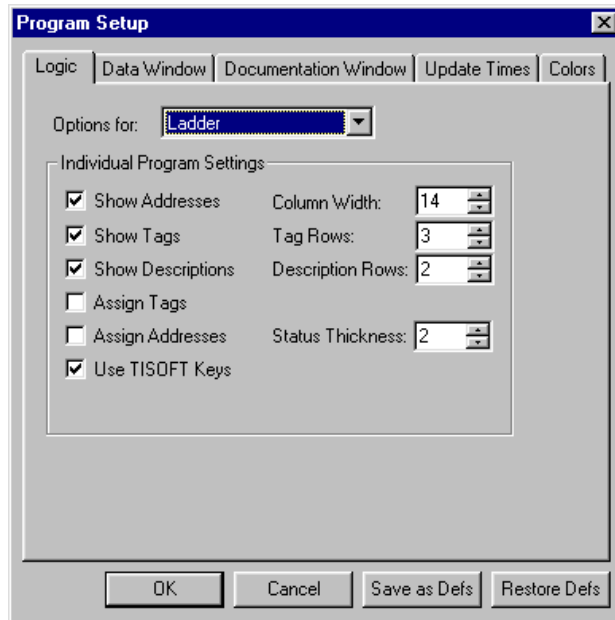 Program Setup
Logic Data Window Documentation Window Update Times Colors
Options for: Ladder
Individual Program Settings
Show Addresses Column Width: 14
Show Tags Tag Rows: 3
Show Descriptions Description Rows: 2
Assign Tags
Assign Addresses Status Thickness: 2
Use TISOFT Keys
OK Cancel Save as Defs Restore Defs